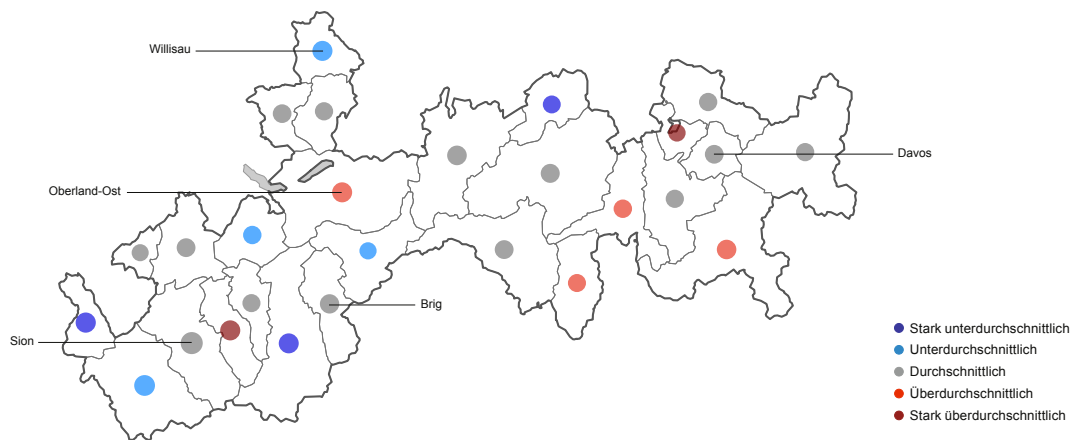 Willisau
Davos
Oberland-Ost
Brig
Sion
Stark unterdurchschnittlich
Unterdurchschnittlich
Durchschnittlich
Überdurchschnittlich
Stark überdurchschnittlich